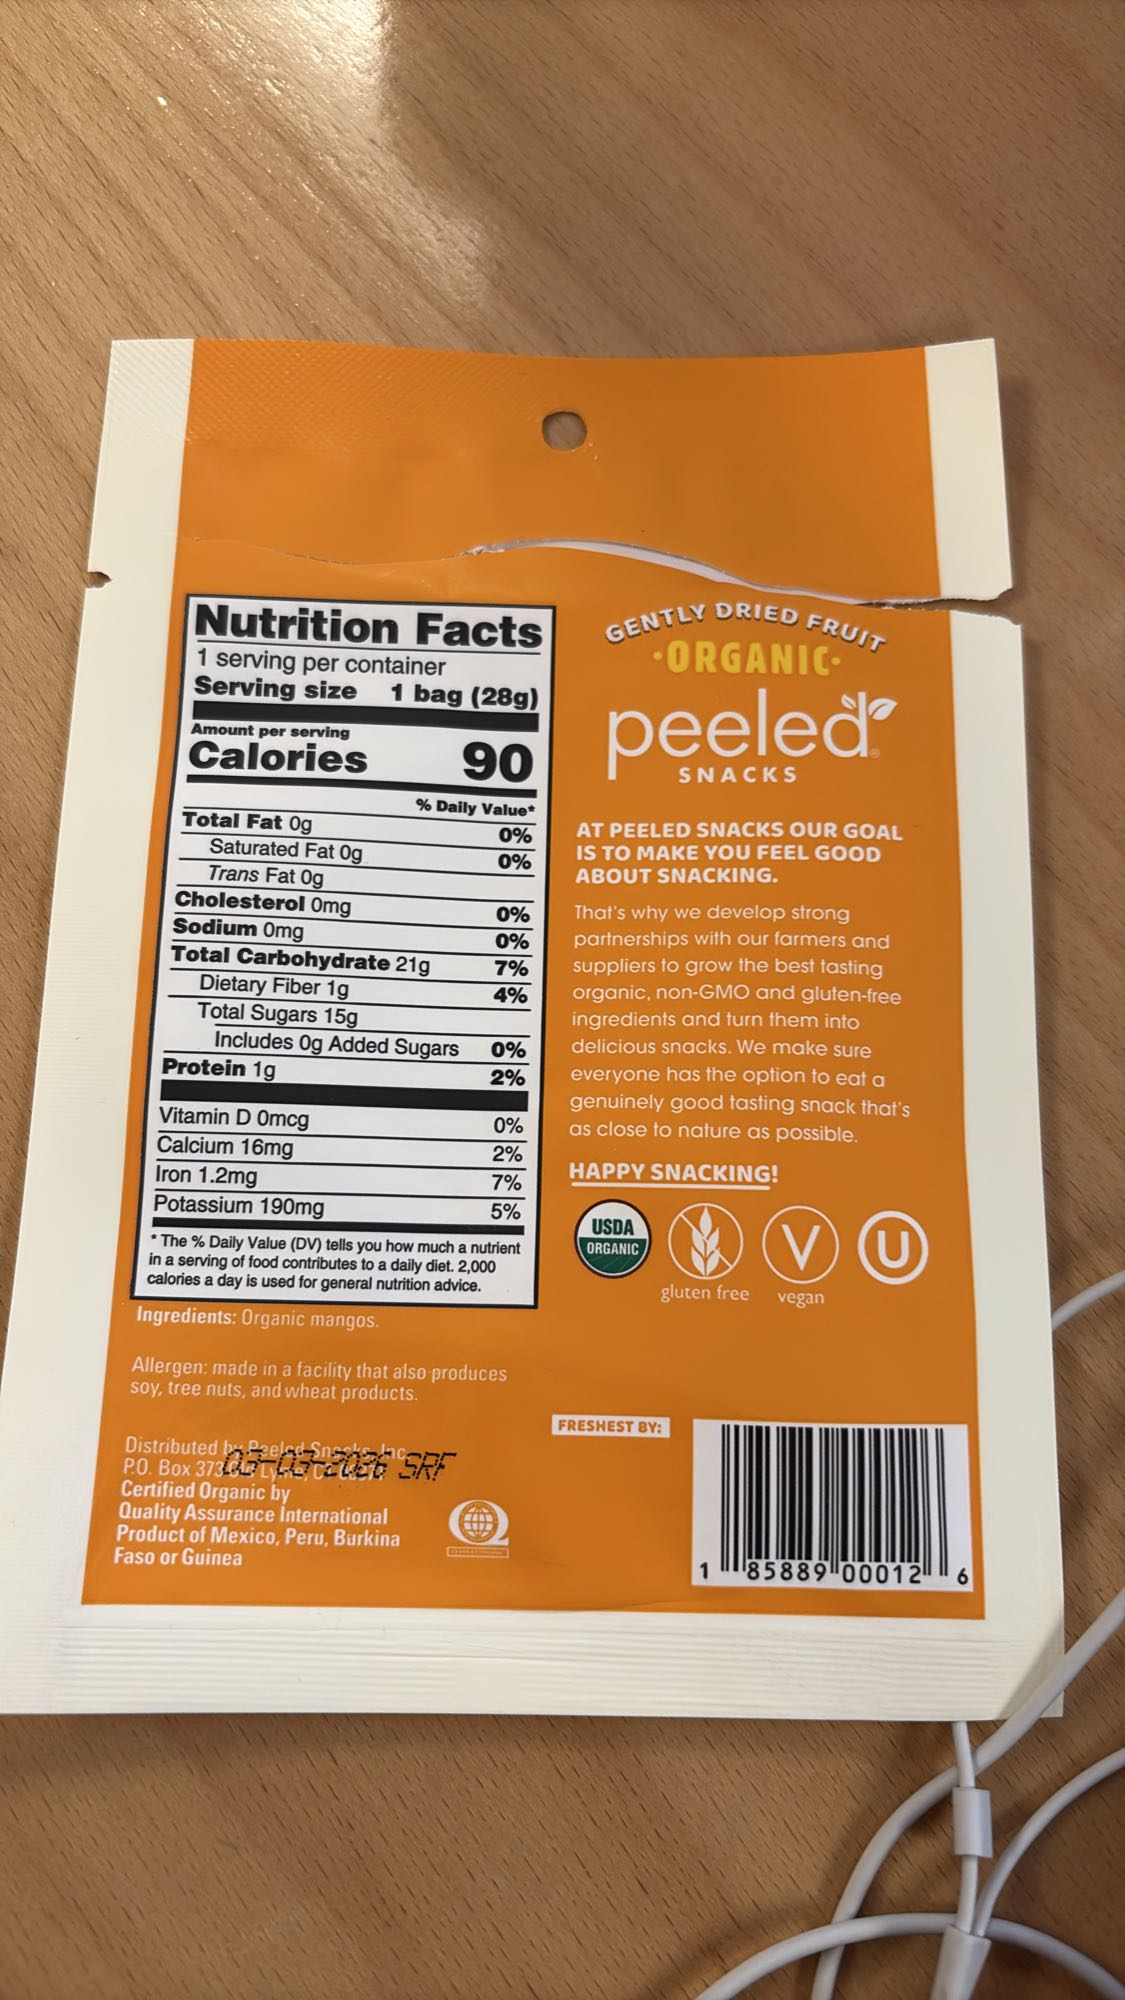 Nutrition Facts
1 serving per container
Serving size 1 bag (28g)
Amount per serving
Calories 90
% Daily Value*
Total Fat 0g 0%
Saturated Fat 0g 0%
Trans Fat 0g
Cholesterol 0mg 0%
Sodium 0mg 0%
Total Carbohydrate 21g 7%
Dietary Fiber 1g 4%
Total Sugars 15g
Includes 0g Added Sugars 0%
Protein 1g 2%
Vitamin D 0mcg 0%
Calcium 16mg 2%
Iron 1.2mg 7%
Potassium 190mg 5%
* The % Daily Value (DV) tells you how much a nutrient
in a serving of food contributes to a daily diet. 2,000
calories a day is used for general nutrition advice.
Ingredients: Organic mangos.
Allergen: made in a facility that also produces
soy, tree nuts, and wheat products.
Distributed by Peeled Snacks, Inc.
03-03-2026 SRF
P.O. Box 373
Certified Organic by
Quality Assurance International
Product of Mexico, Peru, Burkina
Faso or Guinea
GENTLY DRIED FRUIT
•ORGANIC•
peeled®
SNACKS
AT PEELED SNACKS OUR GOAL
IS TO MAKE YOU FEEL GOOD
ABOUT SNACKING.
That's why we develop strong
partnerships with our farmers and
suppliers to grow the best tasting
organic, non-GMO and gluten-free
ingredients and turn them into
delicious snacks. We make sure
everyone has the option to eat a
genuinely good tasting snack that's
as close to nature as possible.
HAPPY SNACKING!
USDA
ORGANIC
V
U
gluten free
vegan
FRESHEST BY:
1 85889 00012 6